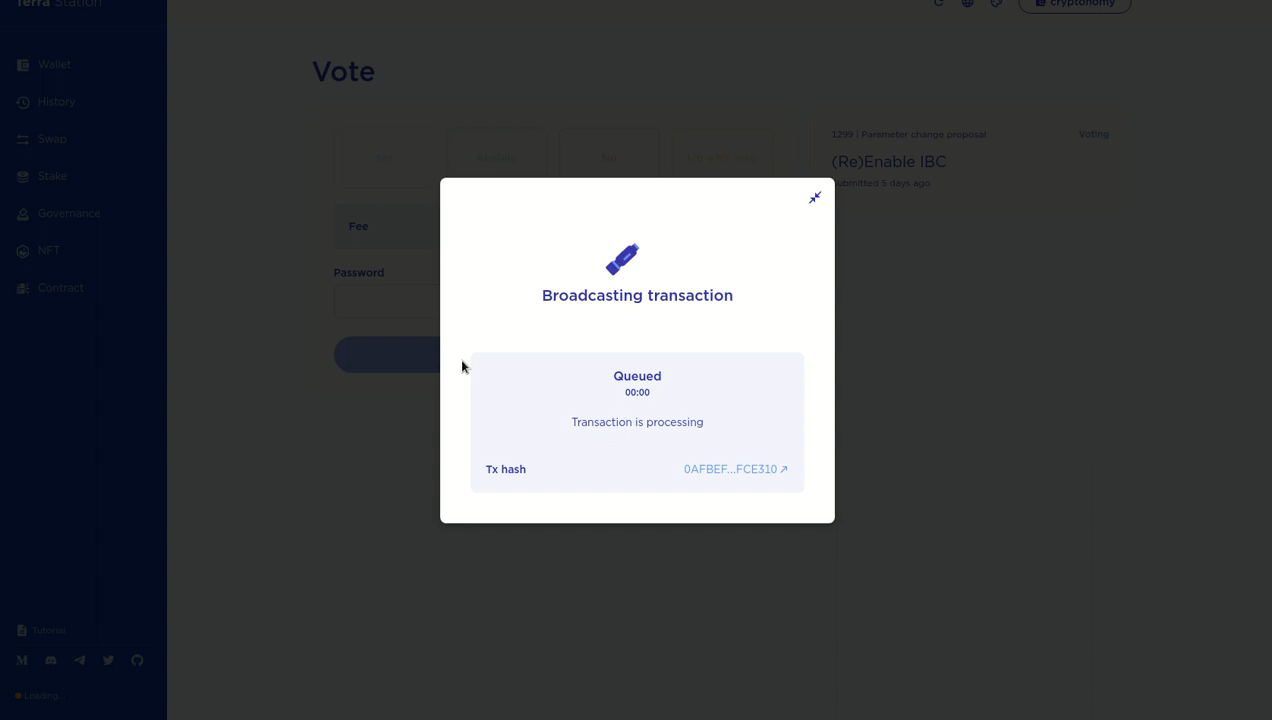 Terra Station
cryptonomy
Wallet
History
Swap
Stake
Governance
NFT
Contract
Vote
Abstain
No
1299 | Parameter change proposal
Voting
(Re)Enable IBC
Submitted 5 days ago
Fee
Password
Broadcasting transaction
Queued
00:00
Transaction is processing
Tx hash
0AFBEF...FCE310
Tutorial
Loading...